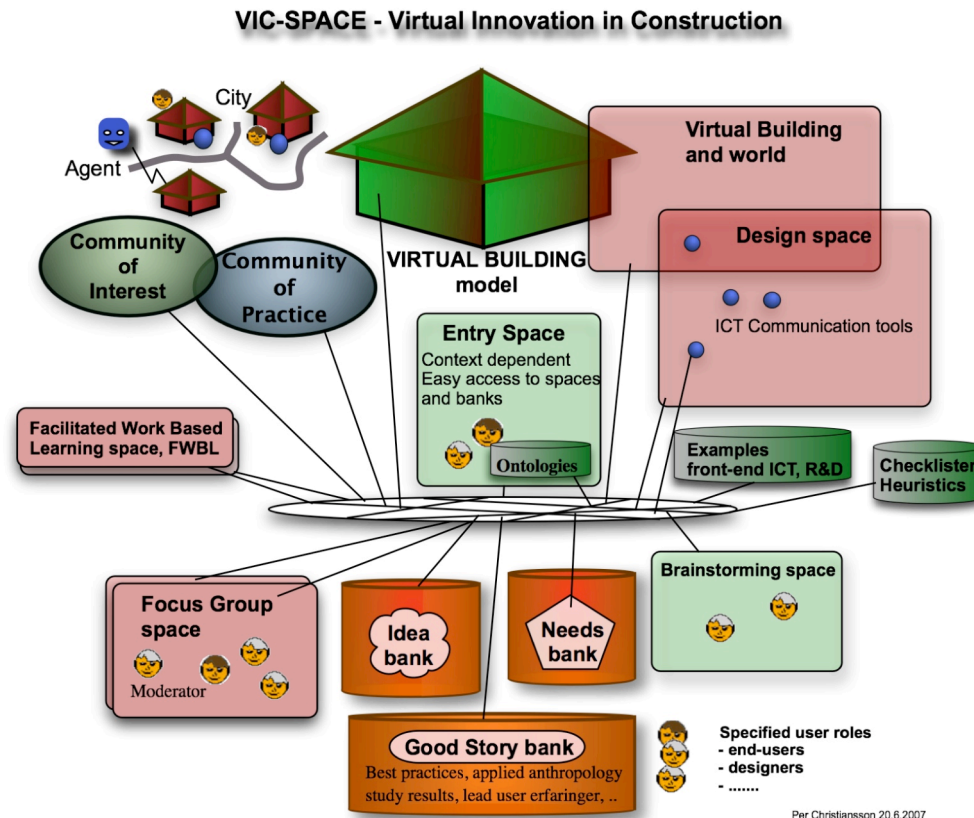 VIC-SPACE - Virtual Innovation in Construction
City
Agent
Virtual Building
and world
Community
of
Interest
Community
of
Practice
VIRTUAL BUILDING
model
Design space
ICT Communication tools
Entry Space
Context dependent
Easy access to spaces
and banks
Ontologies
Facilitated Work Based
Learning space, FWBL
Examples
front-end ICT, R&D
Checklister
Heuristics
Focus Group
space
Moderator
Idea
bank
Needs
bank
Brainstorming space
Good Story bank
Best practices, applied anthropology
study results, lead user erfaringer, ..
Specified user roles
- end-users
- designers
- .......
Per Christiansson 20.6.2007